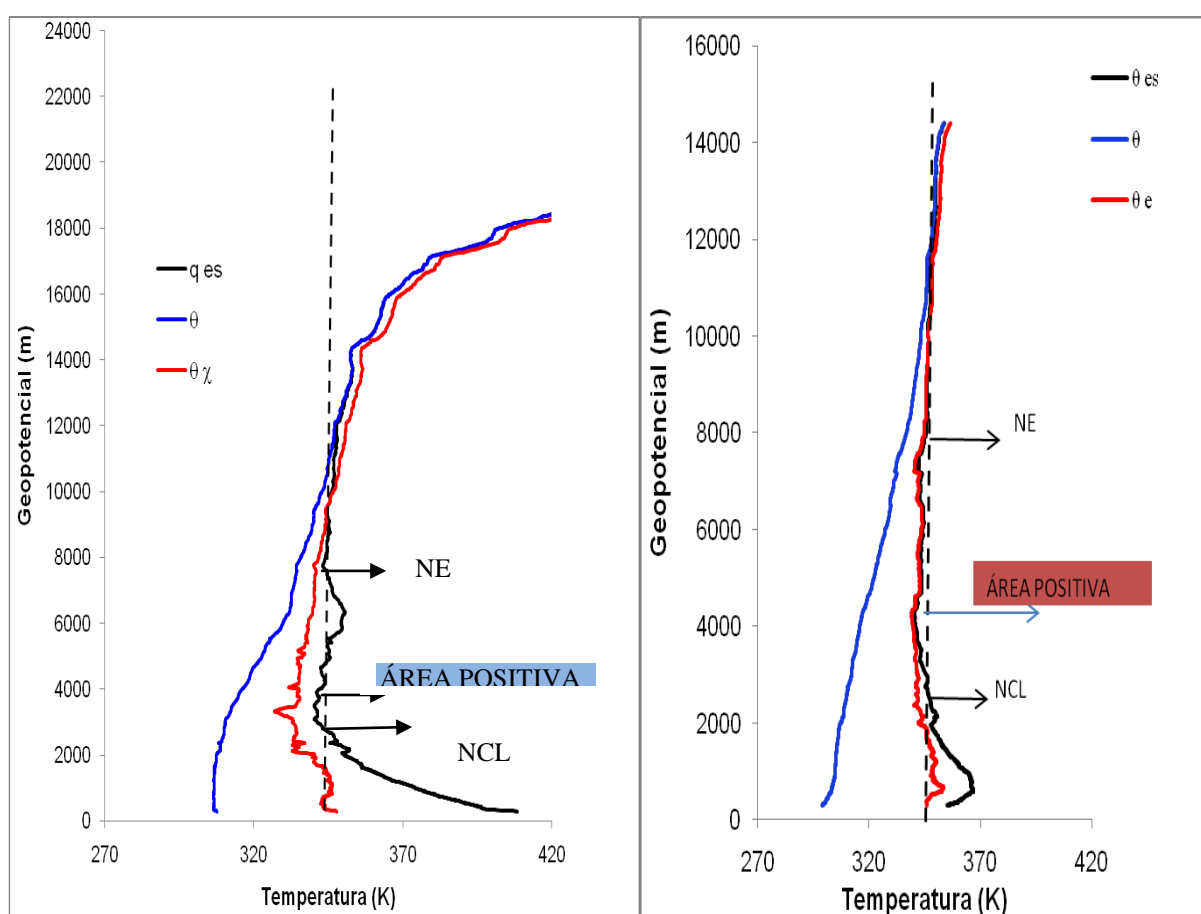 24000
22000
20000
18000
16000
14000
12000
10000
8000
6000
4000
2000
0
Geopotencial (m)
q es
θ
θ χ
NE
ÁREA POSITIVA
NCL
270
320
370
420
Temperatura (K)
16000
14000
12000
10000
8000
6000
4000
2000
0
Geopotencial (m)
θ es
θ
θ e
NE
ÁREA POSITIVA
NCL
270
320
370
420
Temperatura (K)